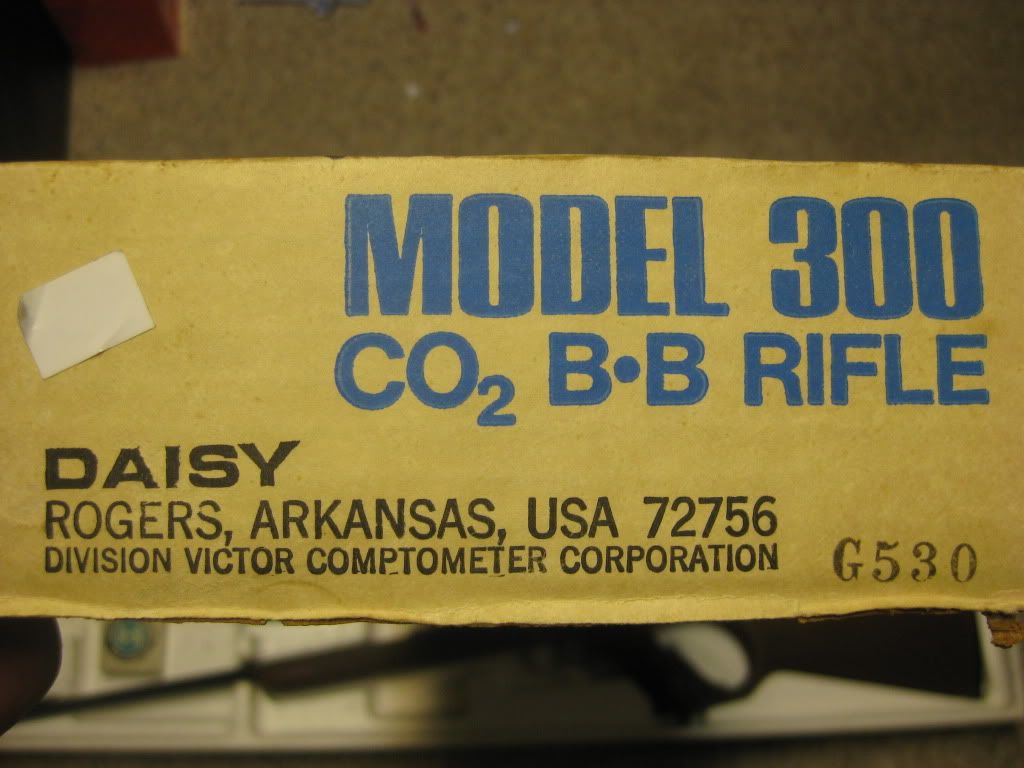 MODEL 300
CO₂ B•B RIFLE
DAISY
ROGERS, ARKANSAS, USA 72756
DIVISION VICTOR COMPTOMETER CORPORATION
G530